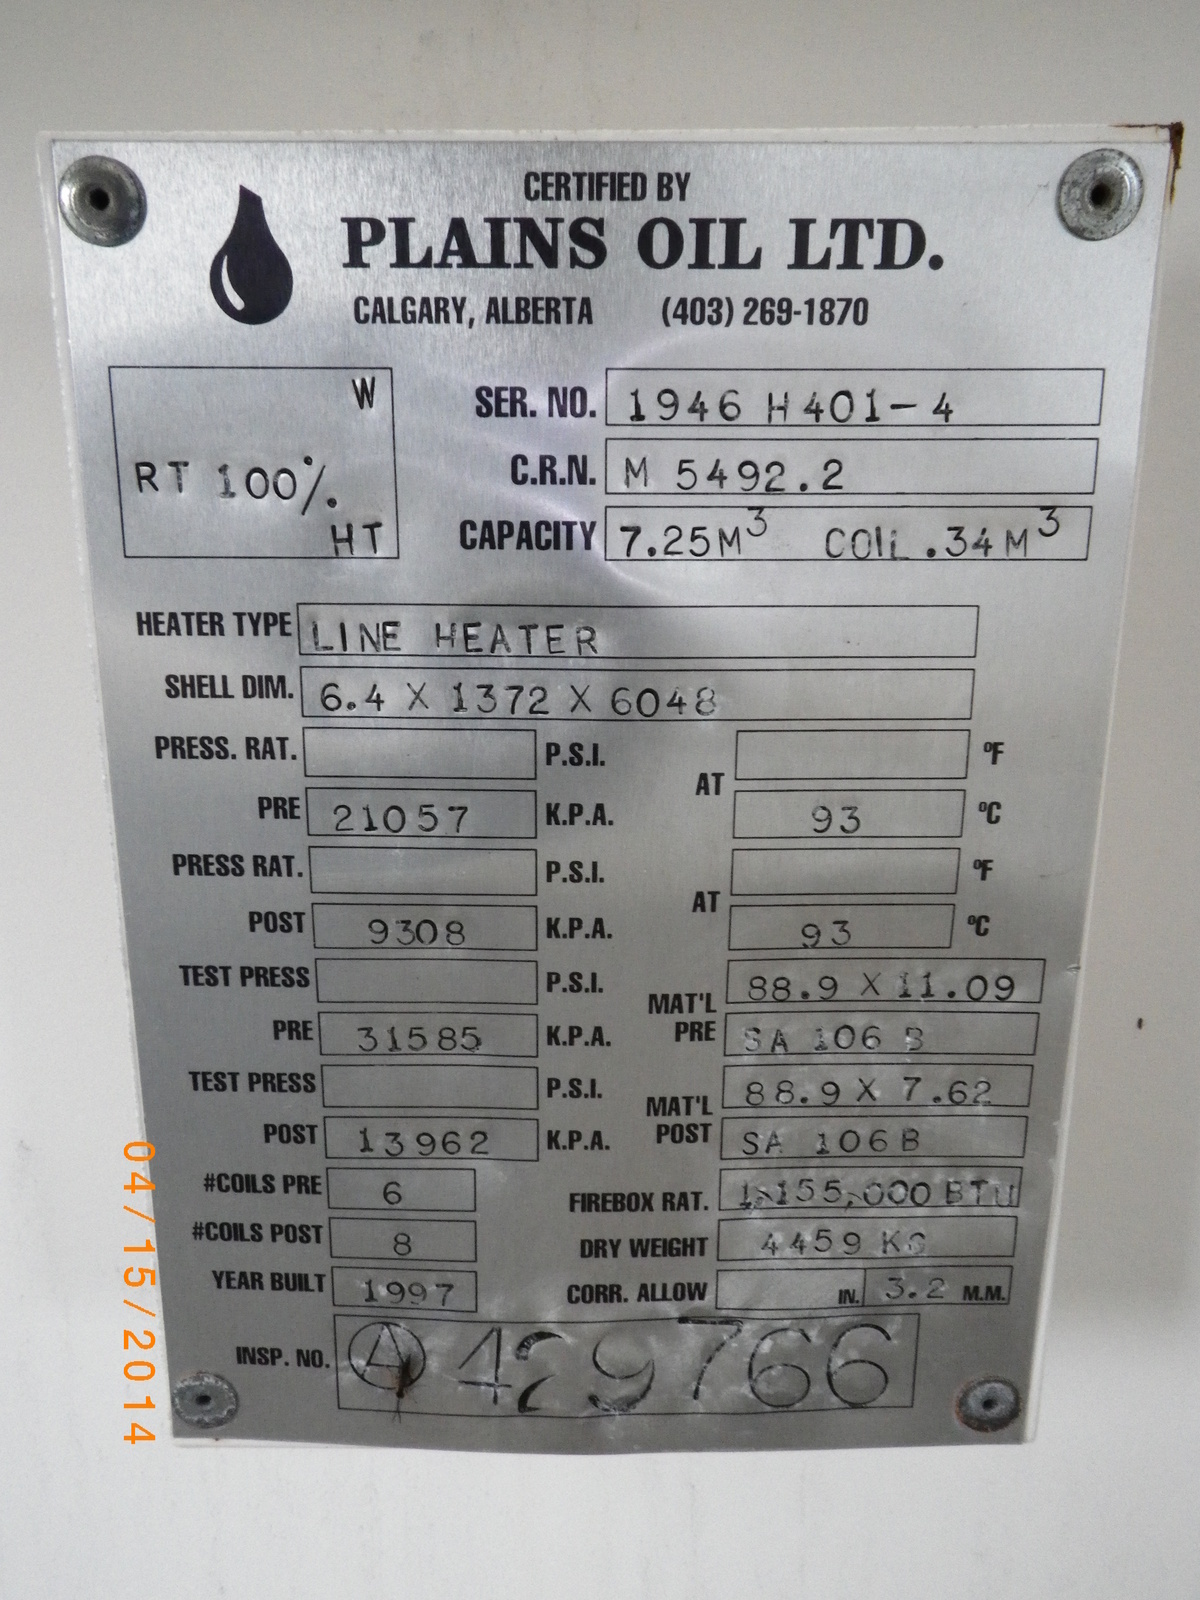 CERTIFIED BY
PLAINS OIL LTD.
CALGARY, ALBERTA (403) 269-1870
W
RT 100%
HT
SER. NO. 1946 H401-4
C.R.N. M 5492.2
CAPACITY 7.25M³ COIL .34M³
HEATER TYPE LINE HEATER
SHELL DIM. 6.4 X 1372 X 6048
PRESS. RAT. P.S.I. AT °F
PRE 21057 K.P.A. 93 °C
PRESS RAT. P.S.I. AT °F
POST 9308 K.P.A. 93 °C
TEST PRESS P.S.I. MAT'L 88.9 X 11.09
PRE 31585 K.P.A. PRE SA 106 B
TEST PRESS P.S.I. MAT'L 88.9 X 7.62
POST 13962 K.P.A. POST SA 106B
#COILS PRE 6 FIREBOX RAT. 1,155,000 BTU
#COILS POST 8 DRY WEIGHT 4459 KG
YEAR BUILT 1997 CORR. ALLOW IN. 3.2 M.M.
INSP. NO. A 429766
04/15/2014